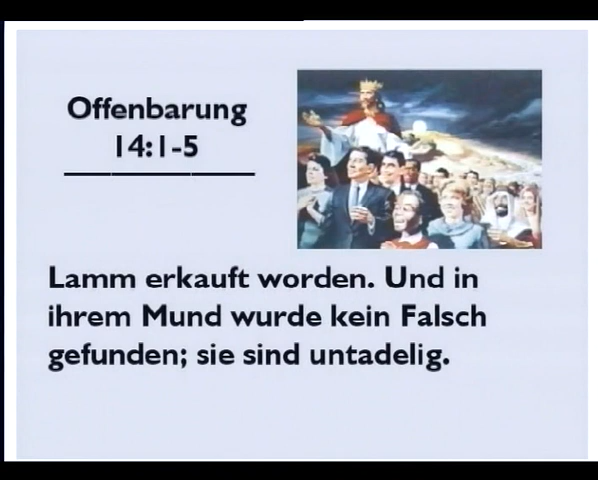 Offenbarung
14:1-5
Lamm erkauft worden. Und in
ihrem Mund wurde kein Falsch
gefunden; sie sind untadelig.